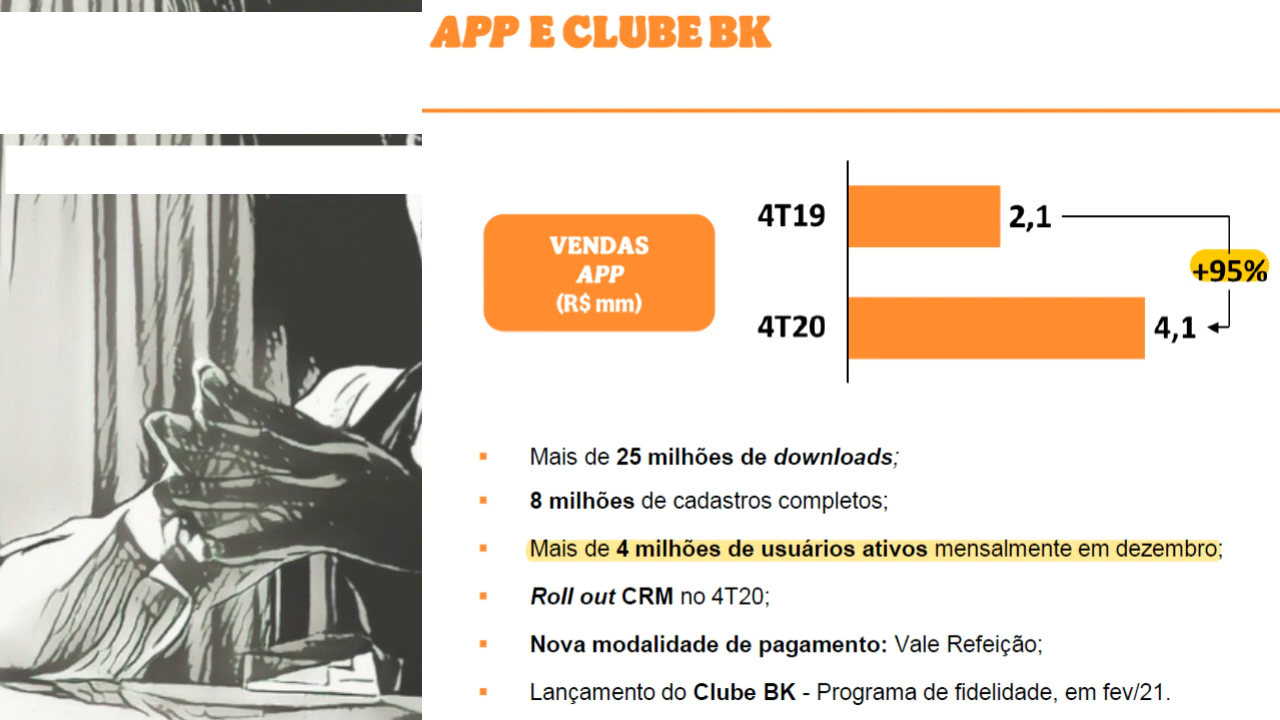 APP E CLUBE BK
VENDAS
APP
(R$ mm)
4T19
2,1
+95%
4T20
4,1
▪ Mais de 25 milhões de downloads;
▪ 8 milhões de cadastros completos;
▪ Mais de 4 milhões de usuários ativos mensalmente em dezembro;
▪ Roll out CRM no 4T20;
▪ Nova modalidade de pagamento: Vale Refeição;
▪ Lançamento do Clube BK - Programa de fidelidade, em fev/21.